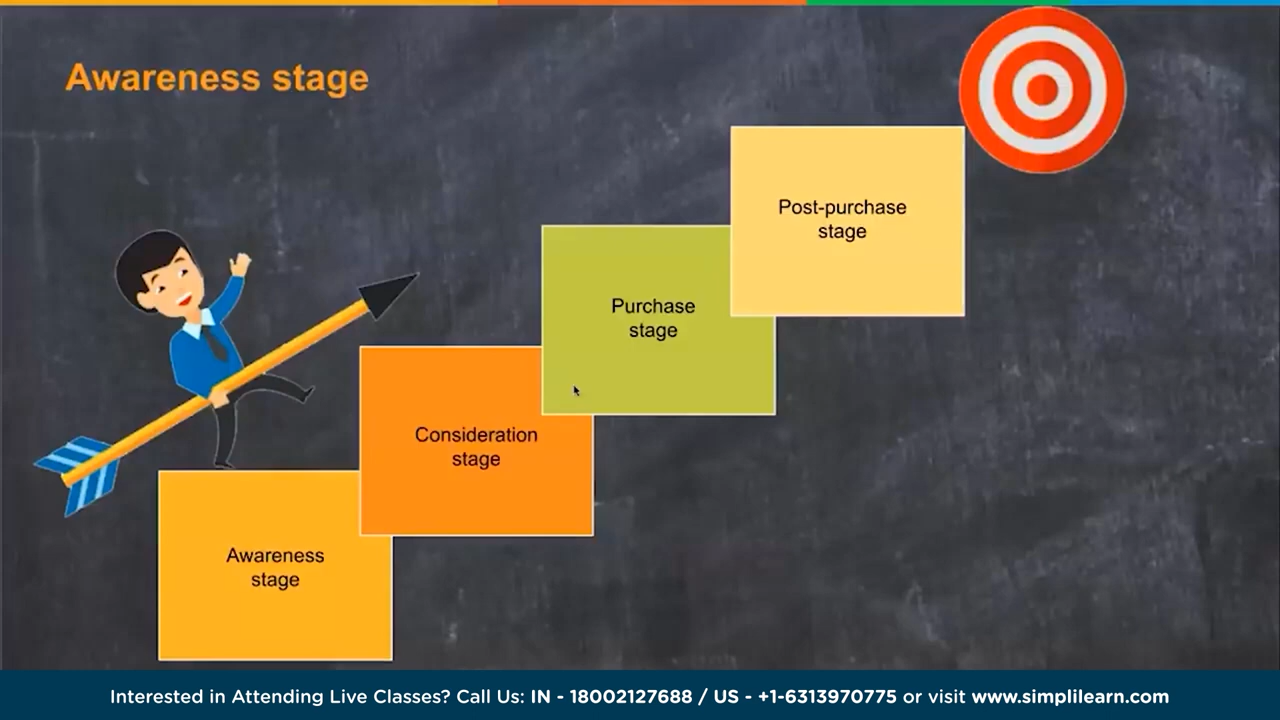 Awareness stage
Post-purchase
stage
Purchase
stage
Consideration
stage
Awareness
stage
Interested in Attending Live Classes? Call Us: IN - 18002127688 / US - +1-6313970775 or visit www.simplilearn.com